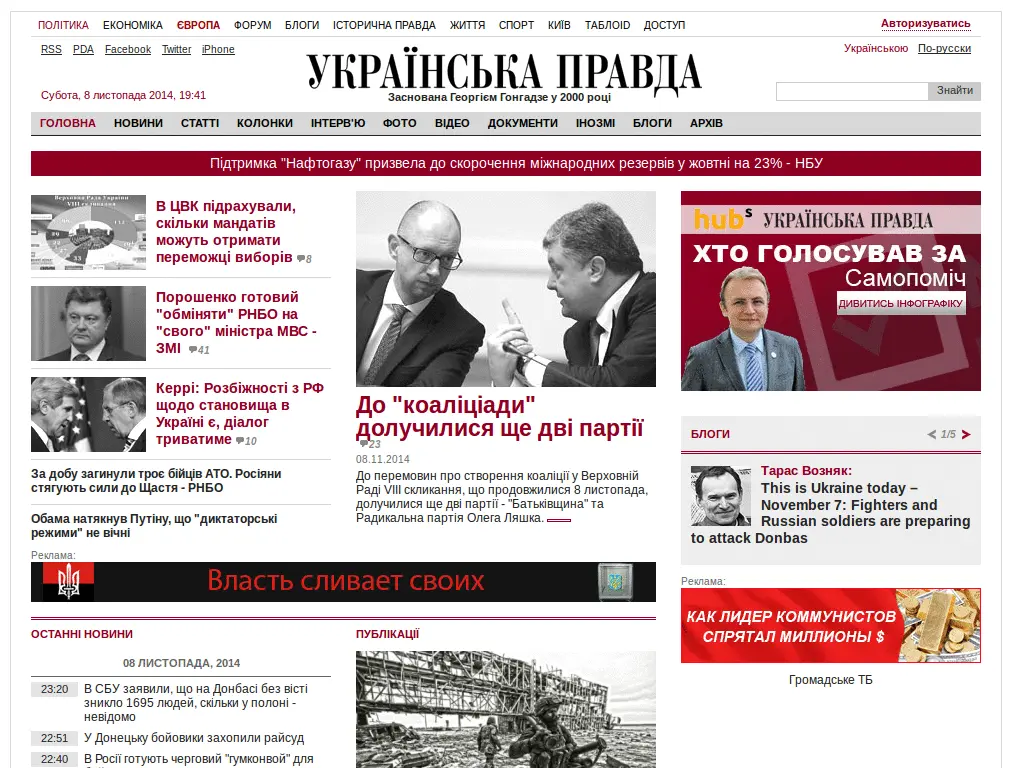 ПОЛІТИКА ЕКОНОМІКА ЄВРОПА ФОРУМ БЛОГИ ІСТОРИЧНА ПРАВДА ЖИТТЯ СПОРТ КИЇВ ТАБЛОІD ДОСТУП
Авторизуватись
RSS PDA Facebook Twitter iPhone
Українською По-русски
УКРАЇНСЬКА ПРАВДА
Заснована Георгієм Гонгадзе у 2000 році
Субота, 8 листопада 2014, 19:41
Знайти
ГОЛОВНА НОВИНИ СТАТТІ КОЛОНКИ ІНТЕРВ'Ю ФОТО ВІДЕО ДОКУМЕНТИ ІНОЗМІ БЛОГИ АРХІВ
Підтримка "Нафтогазу" призвела до скорочення міжнародних резервів у жовтні на 23% - НБУ
Верховна Рада України
VIII скликання
В ЦВК підрахували,
скільки мандатів
можуть отримати
переможці виборів 8
Порошенко готовий
"обміняти" РНБО на
"свого" міністра МВС -
ЗМІ 41
Керрі: Розбіжності з РФ
щодо становища в
Україні є, діалог
триватиме 10
За добу загинули троє бійців АТО. Росіяни
стягують сили до Щастя - РНБО
Обама натякнув Путіну, що "диктаторські
режими" не вічні
До "коаліціади"
долучилися ще дві партії
23
08.11.2014
До перемовин про створення коаліції у Верховній
Раді VIII скликання, що продовжилися 8 листопада,
долучилися ще дві партії - "Батьківщина" та
Радикальна партія Олега Ляшка.
hubs УКРАЇНСЬКА ПРАВДА
ХТО ГОЛОСУВАВ ЗА
Самопоміч
ДИВИТИСЬ ІНФОГРАФІКУ
БЛОГИ
1/5
Тарас Возняк:
This is Ukraine today –
November 7: Fighters and
Russian soldiers are preparing
to attack Donbas
Реклама:
Власть сливает своих
Реклама:
КАК ЛИДЕР КОММУНИСТОВ
СПРЯТАЛ МИЛЛИОНЫ $
Громадське ТБ
ОСТАННІ НОВИНИ
08 ЛИСТОПАДА, 2014
23:20 В СБУ заявили, що на Донбасі без вісті
зникло 1695 людей, скільки у полоні -
невідомо
22:51 У Донецьку бойовики захопили райсуд
22:40 В Росії готують черговий "гумконвой" для
ПУБЛІКАЦІЇ